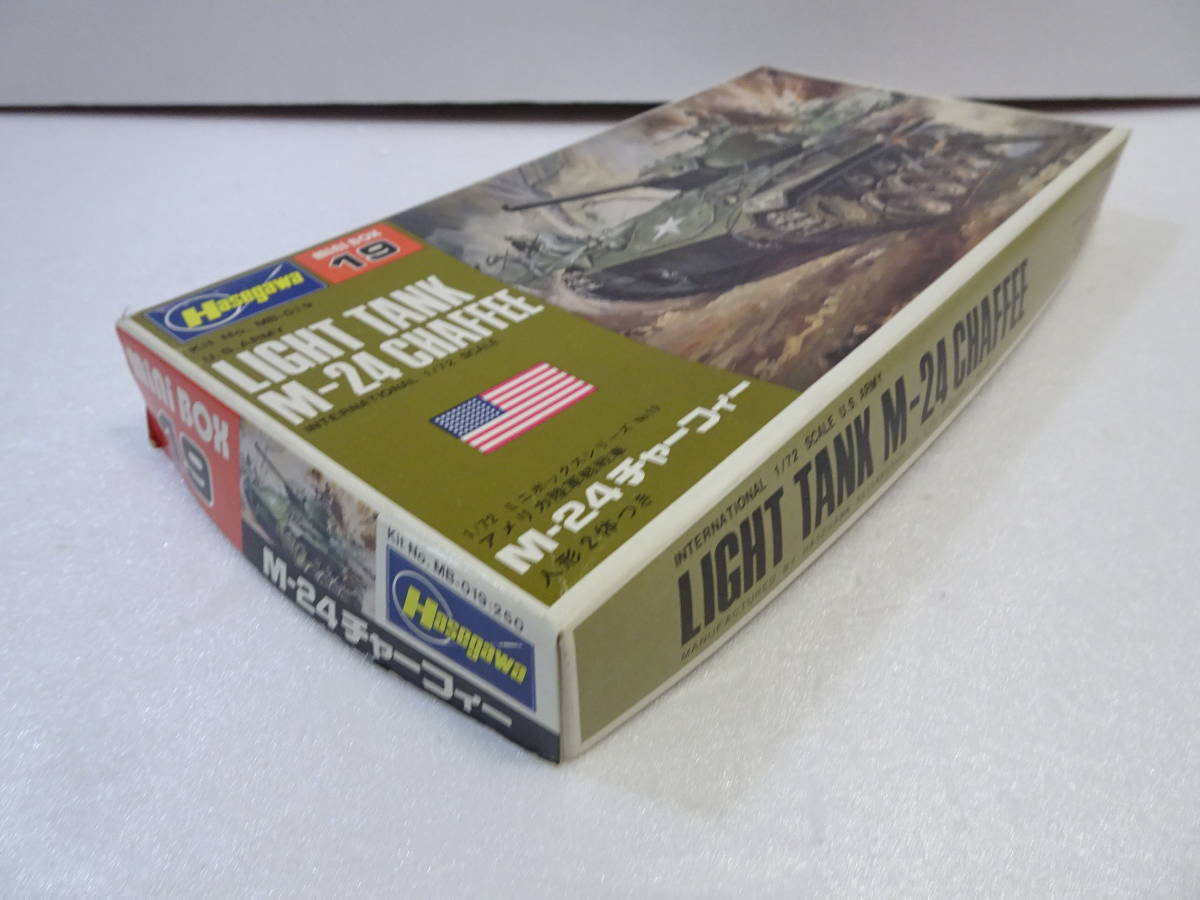 Hasegawa
mini BOX
19
Kit No. MB-019
U.S. ARMY
LIGHT TANK
M-24 CHAFFEE
INTERNATIONAL 1/72 SCALE
1/72 ミニボックスシリーズ No.19
アメリカ陸軍軽戦車
M-24チャーフィー
人形2体つき
mini BOX
19
M-24チャーフィー
Kit No. MB-019:250
Hasegawa
INTERNATIONAL 1/72 SCALE U.S. ARMY
LIGHT TANK M-24 CHAFFEE
MANUFACTURED BY HASEGAWA